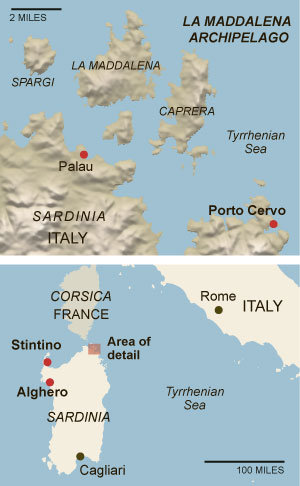 2 MILES
LA MADDALENA
ARCHIPELAGO
LA MADDALENA
SPARGI
CAPRERA
Tyrrhenian
Sea
Palau
Porto Cervo
SARDINIA
ITALY
CORSICA
FRANCE
Rome
ITALY
Stintino
Area of
detail
Alghero
Tyrrhenian
Sea
SARDINIA
Cagliari
100 MILES